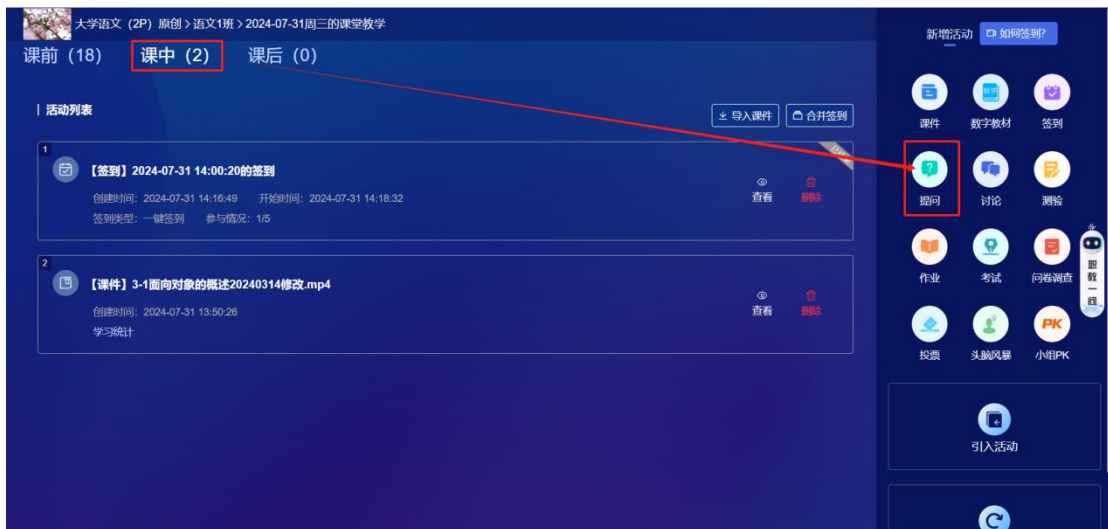 大学语文（2P）原创 > 语文1班 > 2024-07-31周三的课堂教学
课前（18） 课中（2） 课后（0）
活动列表
导入课件 合并签到
1
【签到】2024-07-31 14:00:20的签到
创建时间：2024-07-31 14:16:49 开始时间：2024-07-31 14:18:32
签到类型：一键签到 参与情况：1/5
查看 删除
2
【课件】3-1面向对象的概述20240314修改.mp4
创建时间：2024-07-31 13:50:26
学习统计
查看 删除
新增活动 如何签到?
课件 数字教材 签到
提问 讨论 测验
作业 考试 问卷调查
投票 头脑风暴 小组PK
引入活动
职教一问
数字
PK